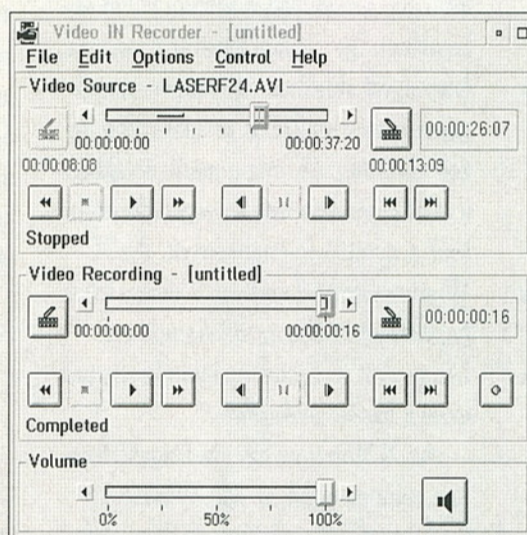 Video IN Recorder - [untitled]
File Edit Options Control Help
Video Source - LASERF24.AVI
00:00:26:07
00:00:00:00 00:00:37:20
00:00:08:08 00:00:13:09
Stopped
Video Recording - [untitled]
00:00:00:16
00:00:00:00 00:00:00:16
Completed
Volume
0% 50% 100%